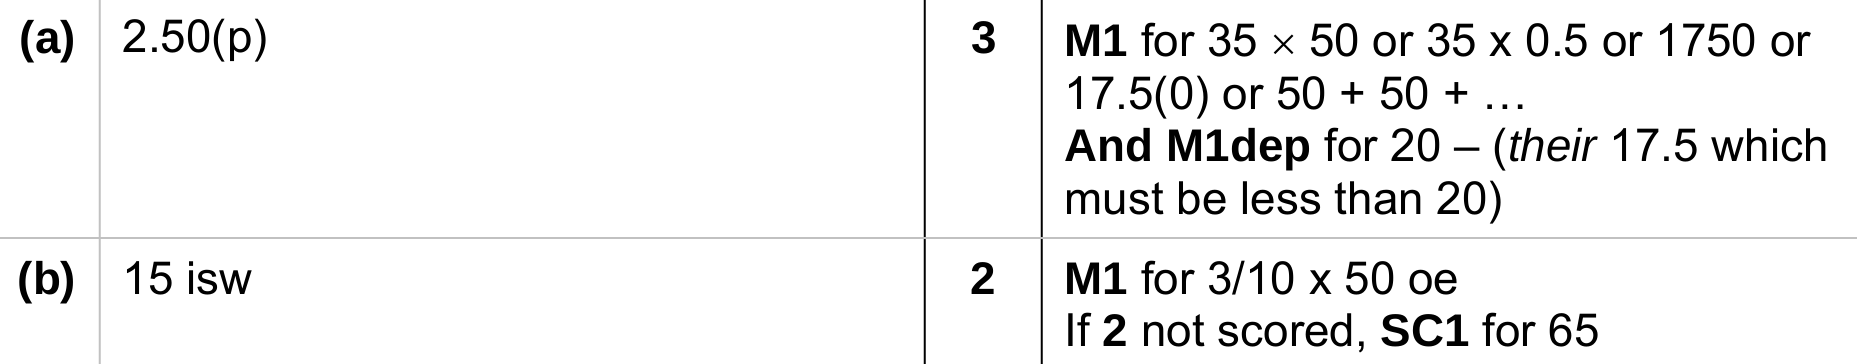 (a) 2.50(p) 3 M1 for 35 × 50 or 35 x 0.5 or 1750 or
17.5(0) or 50 + 50 + …
And M1dep for 20 – (their 17.5 which
must be less than 20)
(b) 15 isw 2 M1 for 3/10 x 50 oe
If 2 not scored, SC1 for 65